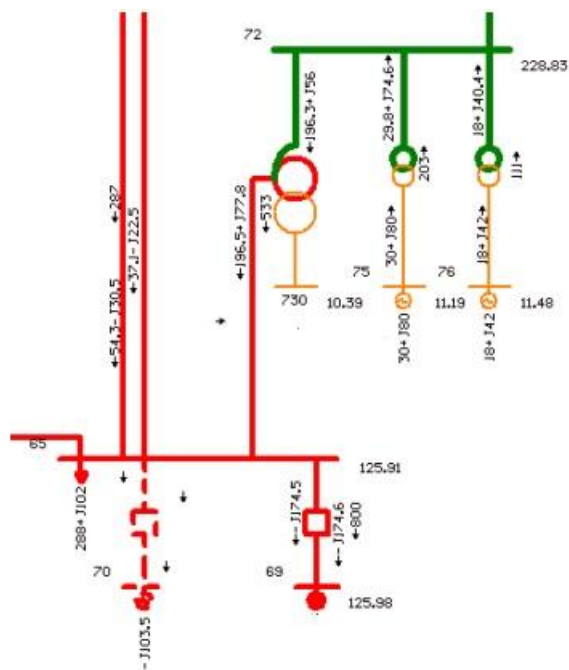 72
228.83
←196.3+J56
29.8+J74.6→
18+J40.4→
203→
111→
←287
←37.1-J22.5
←54.3-J30.5
←196.5+J77.8
←533
30+J80→
18+J42→
75
76
730
10.39
11.19
11.48
30+J80
18+J42
65
125.91
288+J102
←-J174.5
←-J174.6
←800
70
69
125.98
-J103.5